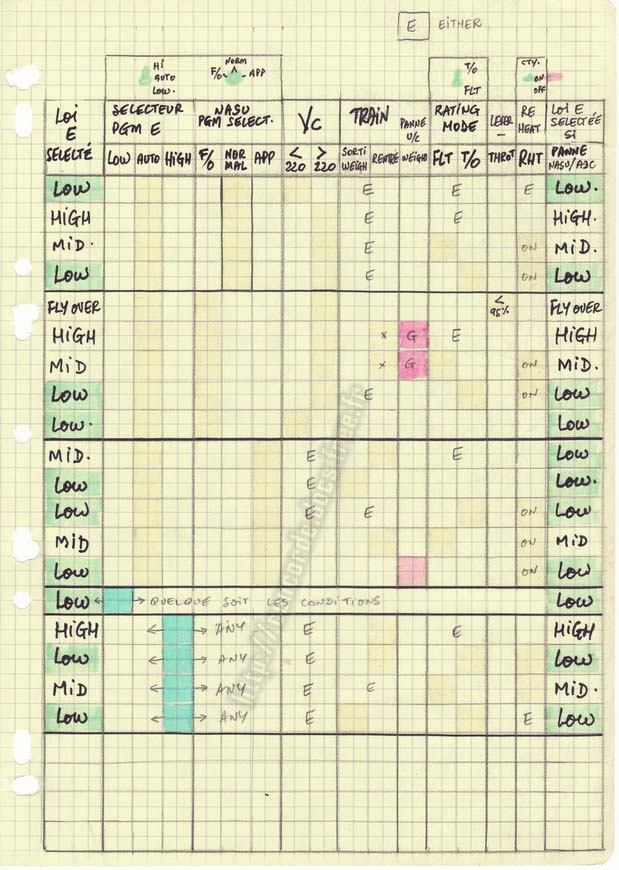 E EITHER
HI NORM T/O CTY.
AUTO F/O APP ON
LOW. FLT OFF
LOI E SELECTÉ SELECTEUR PGM E NASU PGM SELECT. VC TRAIN PANNE W/C RATING MODE LEVER - RE HEAT LOI E SELECTÉE SI
LOW AUTO HIGH F/O NOR MAL APP < 220 > 220 SORTI WEIGH RENTRÉ WEIGH FLT T/O THROT RHT PANNE NASU/AJC
LOW E E E LOW.
HIGH E E HIGH.
MID. E ON MID.
LOW E ON LOW
FLY OVER < 95% FLY OVER
HIGH x G E HIGH
MID x G ON MID.
LOW E ON LOW
LOW. LOW
MID. E E LOW
LOW E LOW.
LOW E E ON LOW
MID ON MID
LOW ON LOW
LOW ← → QUELQUE SOIT LES CONDITIONS LOW
HIGH ← → ANY E E HIGH
LOW ← → ANY E LOW
MID ← → ANY E E MID.
LOW ← → ANY E E LOW